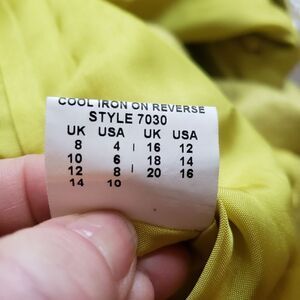 COOL IRON ON REVERSE
STYLE 7030
UK USA UK USA
8 4 16 12
10 6 18 14
12 8 20 16
14 10